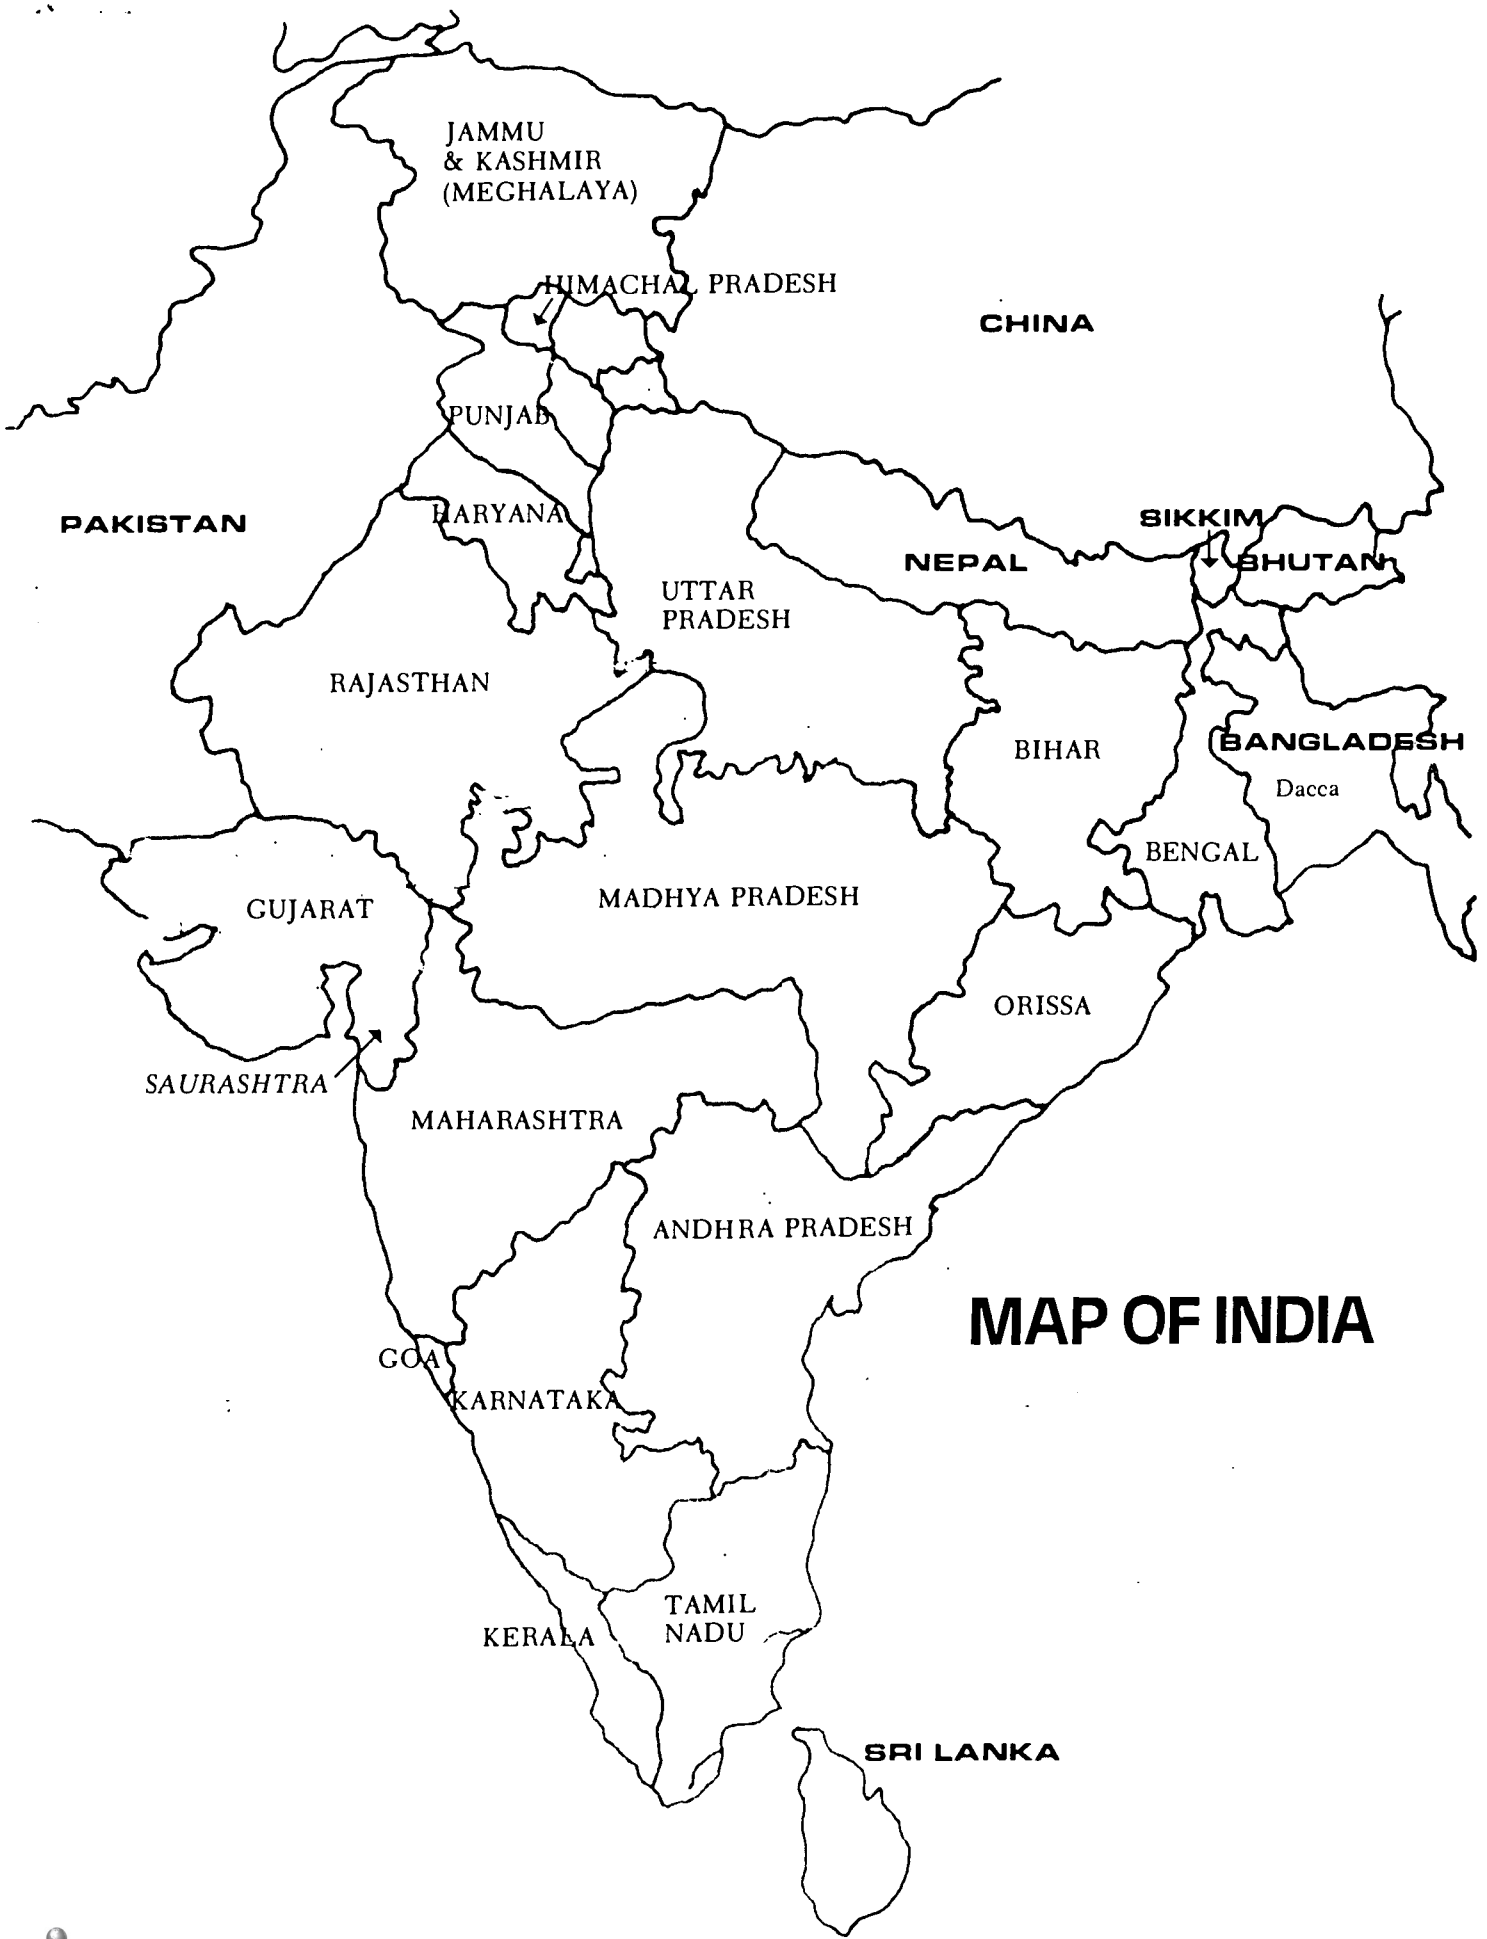 JAMMU
& KASHMIR
(MEGHALAYA)
HIMACHAL PRADESH
CHINA
PUNJAB
HARYANA
PAKISTAN
SIKKIM
NEPAL
BHUTAN
UTTAR
PRADESH
RAJASTHAN
BIHAR
BANGLADESH
Dacca
BENGAL
GUJARAT
MADHYA PRADESH
ORISSA
SAURASHTRA
MAHARASHTRA
ANDHRA PRADESH
MAP OF INDIA
GOA
KARNATAKA
TAMIL
NADU
KERALA
SRI LANKA